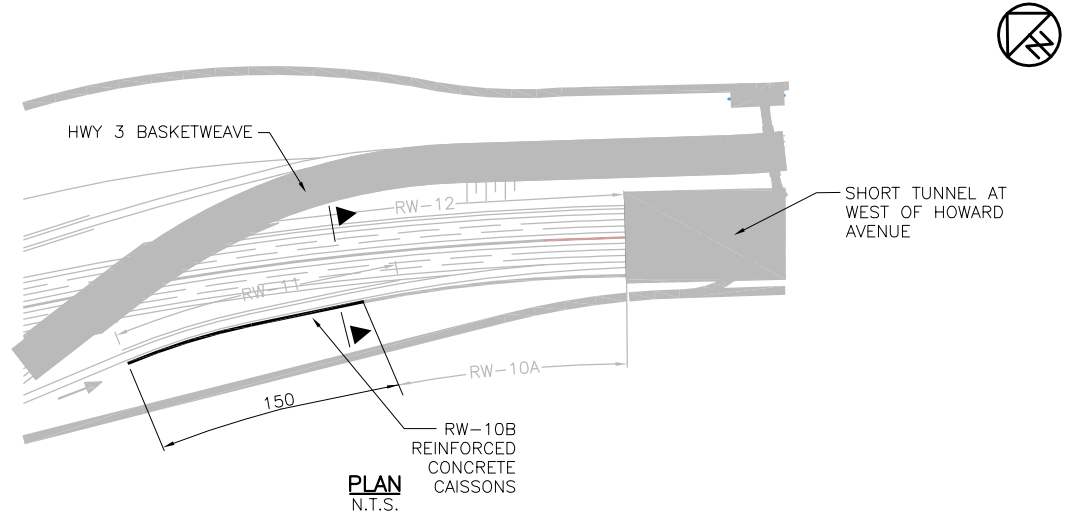 N
HWY 3 BASKETWEAVE
RW-12
SHORT TUNNEL AT
WEST OF HOWARD
AVENUE
RW-11
RW-10A
150
RW-10B
REINFORCED
CONCRETE
CAISSONS
PLAN
N.T.S.